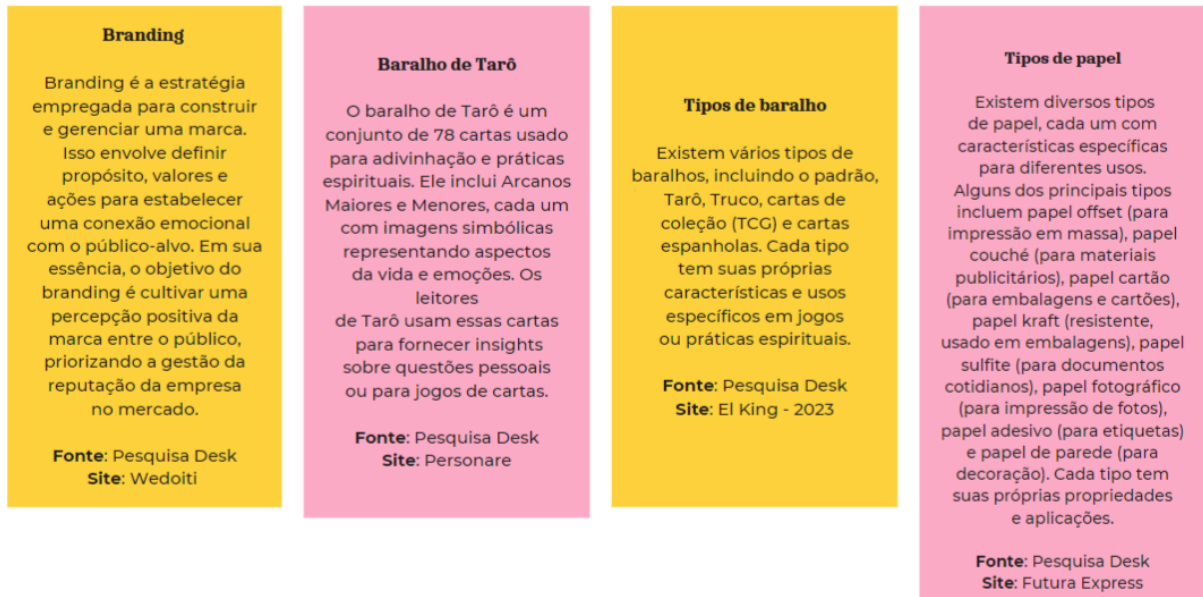 Branding
Branding é a estratégia
empregada para construir
e gerenciar uma marca.
Isso envolve definir
propósito, valores e
ações para estabelecer
uma conexão emocional
com o público-alvo. Em sua
essência, o objetivo do
branding é cultivar uma
percepção positiva da
marca entre o público,
priorizando a gestão da
reputação da empresa
no mercado.
Fonte: Pesquisa Desk
Site: Wedoiti
Baralho de Tarô
O baralho de Tarô é um
conjunto de 78 cartas usado
para adivinhação e práticas
espirituais. Ele inclui Arcanos
Maiores e Menores, cada um
com imagens simbólicas
representando aspectos
da vida e emoções. Os
leitores
de Tarô usam essas cartas
para fornecer insights
sobre questões pessoais
ou para jogos de cartas.
Fonte: Pesquisa Desk
Site: Personare
Tipos de baralho
Existem vários tipos de
baralhos, incluindo o padrão,
Tarô, Truco, cartas de
coleção (TCG) e cartas
espanholas. Cada tipo
tem suas próprias
características e usos
específicos em jogos
ou práticas espirituais.
Fonte: Pesquisa Desk
Site: El King - 2023
Tipos de papel
Existem diversos tipos
de papel, cada um com
características específicas
para diferentes usos.
Alguns dos principais tipos
incluem papel offset (para
impressão em massa), papel
couché (para materiais
publicitários), papel cartão
(para embalagens e cartões),
papel kraft (resistente,
usado em embalagens), papel
sulfite (para documentos
cotidianos), papel fotográfico
(para impressão de fotos),
papel adesivo (para etiquetas)
e papel de parede (para
decoração). Cada tipo tem
suas próprias propriedades
e aplicações.
Fonte: Pesquisa Desk
Site: Futura Express